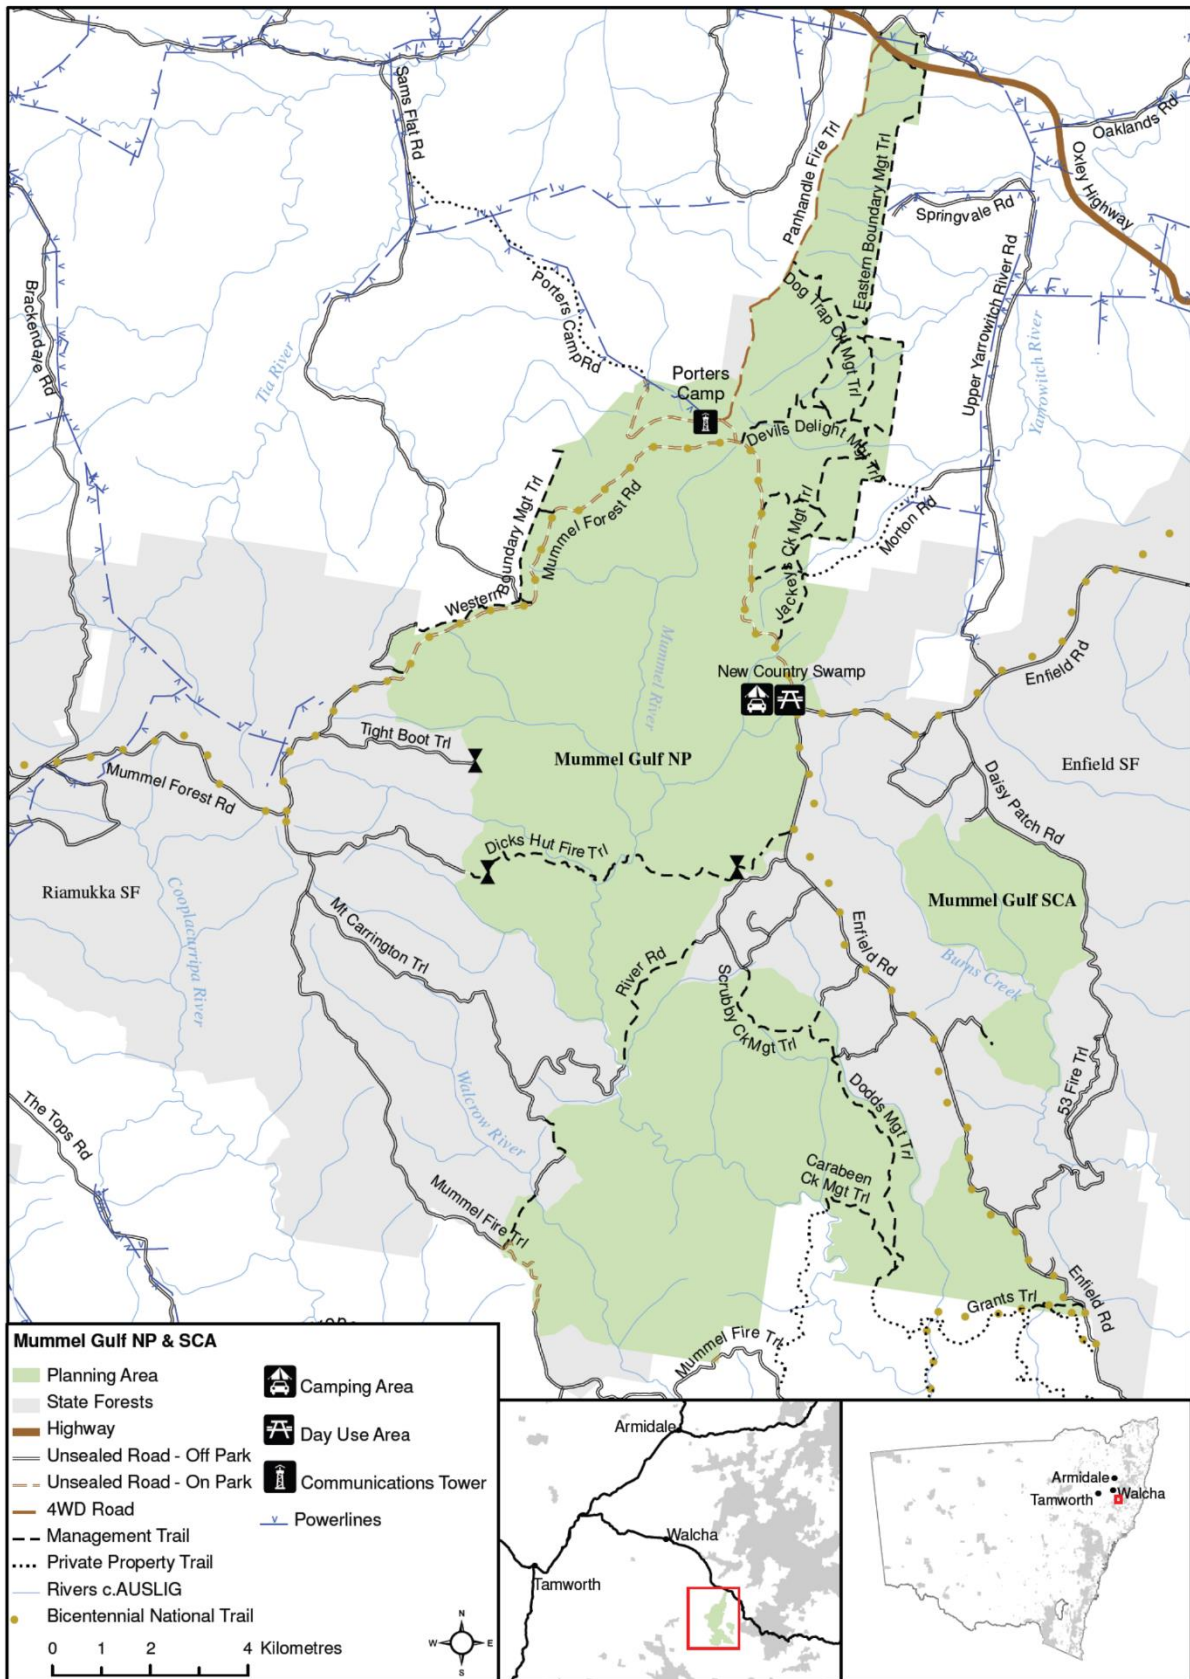 Sams Flat Rd
Panhandle Fire Trl
Oaklands Rd
Oxley Highway
Eastern Boundary Mgt Trl
Springvale Rd
Brackendale Rd
Porters Camp Rd
Dog Trap Ck Mgt Trl
Upper Yarrowitch River Rd
Yarrowitch River
Tia River
Porters
Camp
Devils Delight Mgt Trl
Western Boundary Mgt Trl
Mummel Forest Rd
Jackeys Ck Mgt Trl
Morton Rd
Mummel River
Enfield Rd
New Country Swamp
Tight Boot Trl
Mummel Gulf NP
Enfield SF
Mummel Forest Rd
Daisy Patch Rd
Dicks Hut Fire Trl
Riamukka SF
Cooplacurripa River
Mummel Gulf SCA
Mt Carrington Trl
Enfield Rd
River Rd
Scrubby Ck Mgt Trl
Burns Creek
Walcrow River
Dodds Mgt Trl
53 Fire Trl
The Tops Rd
Carabeen
Ck Mgt Trl
Mummel Fire Trl
Enfield Rd
Grants Trl
Mummel Fire Trl
Mummel Gulf NP & SCA
Planning Area
State Forests
Highway
Unsealed Road - Off Park
Unsealed Road - On Park
4WD Road
Management Trail
Private Property Trail
Rivers c.AUSLIG
Bicentennial National Trail
Camping Area
Day Use Area
Communications Tower
Powerlines
0 1 2 4 Kilometres
N
W E
S
Armidale
Walcha
Tamworth
Armidale
Walcha
Tamworth